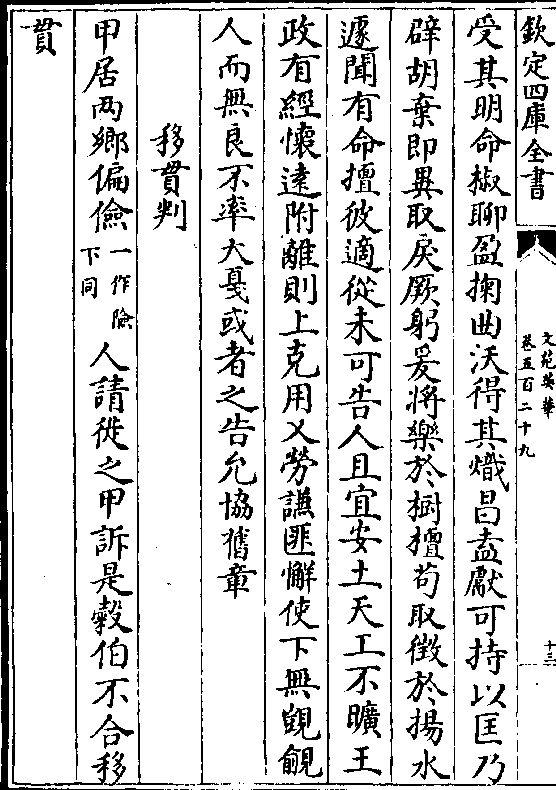 欽定四庫全書
文苑英華
卷五百二十九
十三
受其明命椒聊盈掬曲沃得其熾昌盍獻可持以匡乃
辟胡棄即異取戾厥躬爰將樂於樹檀苟取徵於揚水
遽聞有命擅彼適從未可告人且宜安土天工不曠王
政有經懷逺附離則上克用乂勞謙匪懈使下無覬覦
人而無良不率大戛或者之告允協舊章
移貫判
甲居两鄉偏儉一作險下同人請徙之甲訴是穀伯不合移
貫